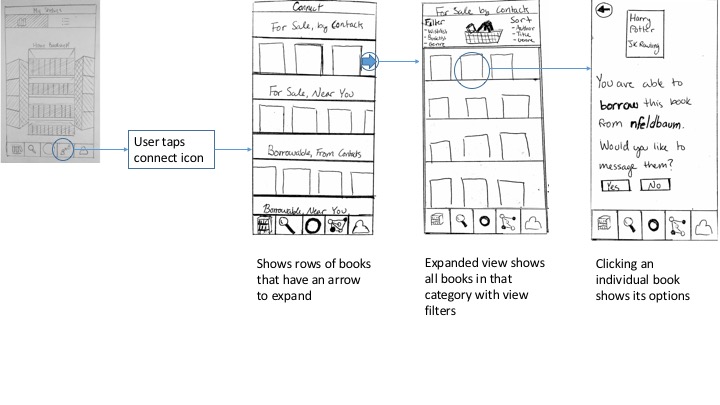 My Library
Your Bookshelf
User taps
connect icon
Connect
For Sale, by Contacts
For Sale, Near You
Borrowable, From Contacts
Borrowable, Near You
Shows rows of books
that have an arrow
to expand
For Sale by Contacts
Filter
- Wishlist
- Booklist
- Genre
Sort
- Author
- Title
- Genre
Expanded view shows
all books in that
category with view
filters
Harry
Potter
JK Rowling
You are able to
borrow this book
from nfeldbaum.
Would you like to
message them?
Yes No
Clicking an
individual book
shows its options